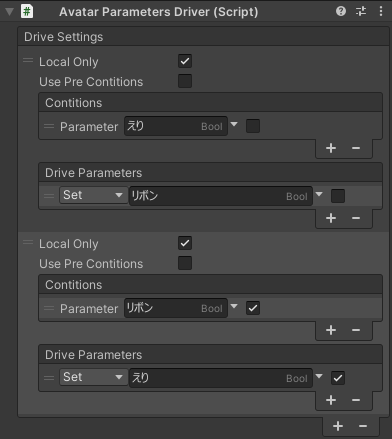 Avatar Parameters Driver (Script)
Drive Settings
Local Only
Use Pre Contitions
Contitions
Parameter えり Bool
+ −
Drive Parameters
Set リボン Bool
+ −
Local Only
Use Pre Contitions
Contitions
Parameter リボン Bool
+ −
Drive Parameters
Set えり Bool
+ −
+ −